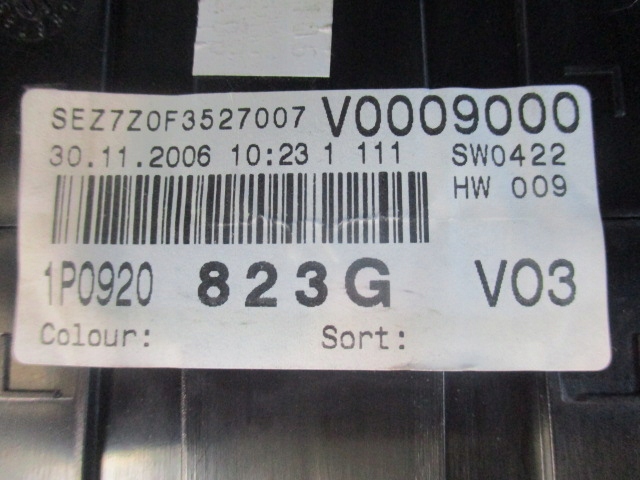 SEZ7Z0F3527007 V0009000
30.11.2006 10:23 1 111 SW0422
HW 009
1P0920 823G V03
Colour: Sort: